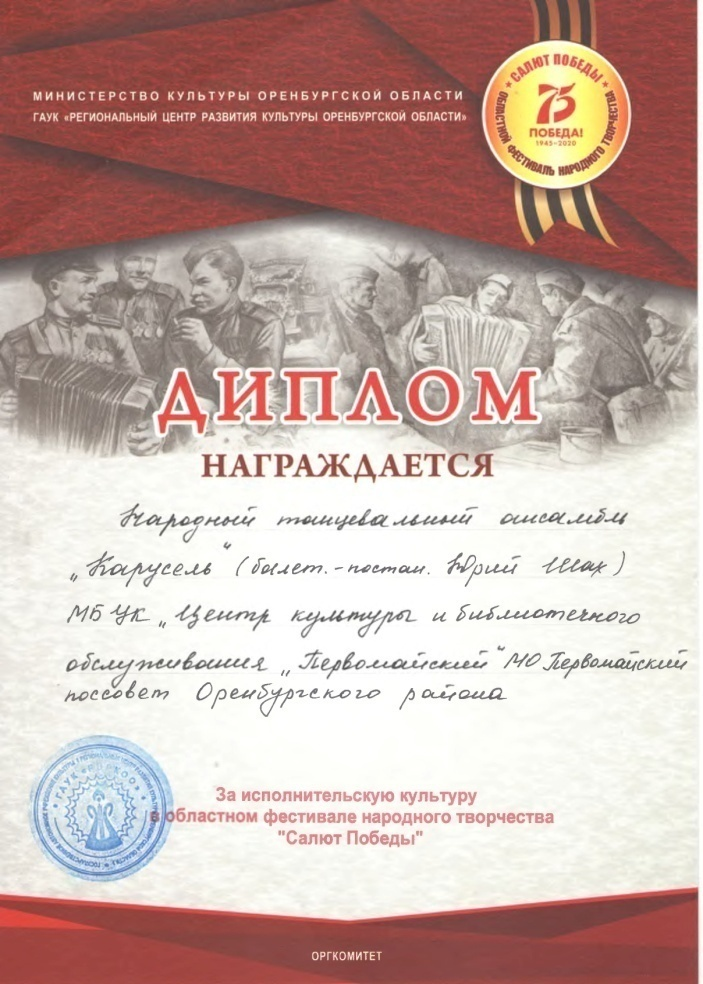 МИНИСТЕРСТВО КУЛЬТУРЫ ОРЕНБУРГСКОЙ ОБЛАСТИ
ГАУК «РЕГИОНАЛЬНЫЙ ЦЕНТР РАЗВИТИЯ КУЛЬТУРЫ ОРЕНБУРГСКОЙ ОБЛАСТИ»
САЛЮТ ПОБЕДЫ
75
ПОБЕДА!
1945–2020
ОБЛАСТНОЙ ФЕСТИВАЛЬ НАРОДНОГО ТВОРЧЕСТВА
ДИПЛОМ
НАГРАЖДАЕТСЯ
Народный танцевальный ансамбль
„Карусель" (балет.-постан. Юрий Шах)
МБУК „Центр культуры и библиотечного
обслуживания „Первомайский" МО Первомайский
поссовет Оренбургского района
За исполнительскую культуру
в областном фестивале народного творчества
"Салют Победы"
ОРГКОМИТЕТ